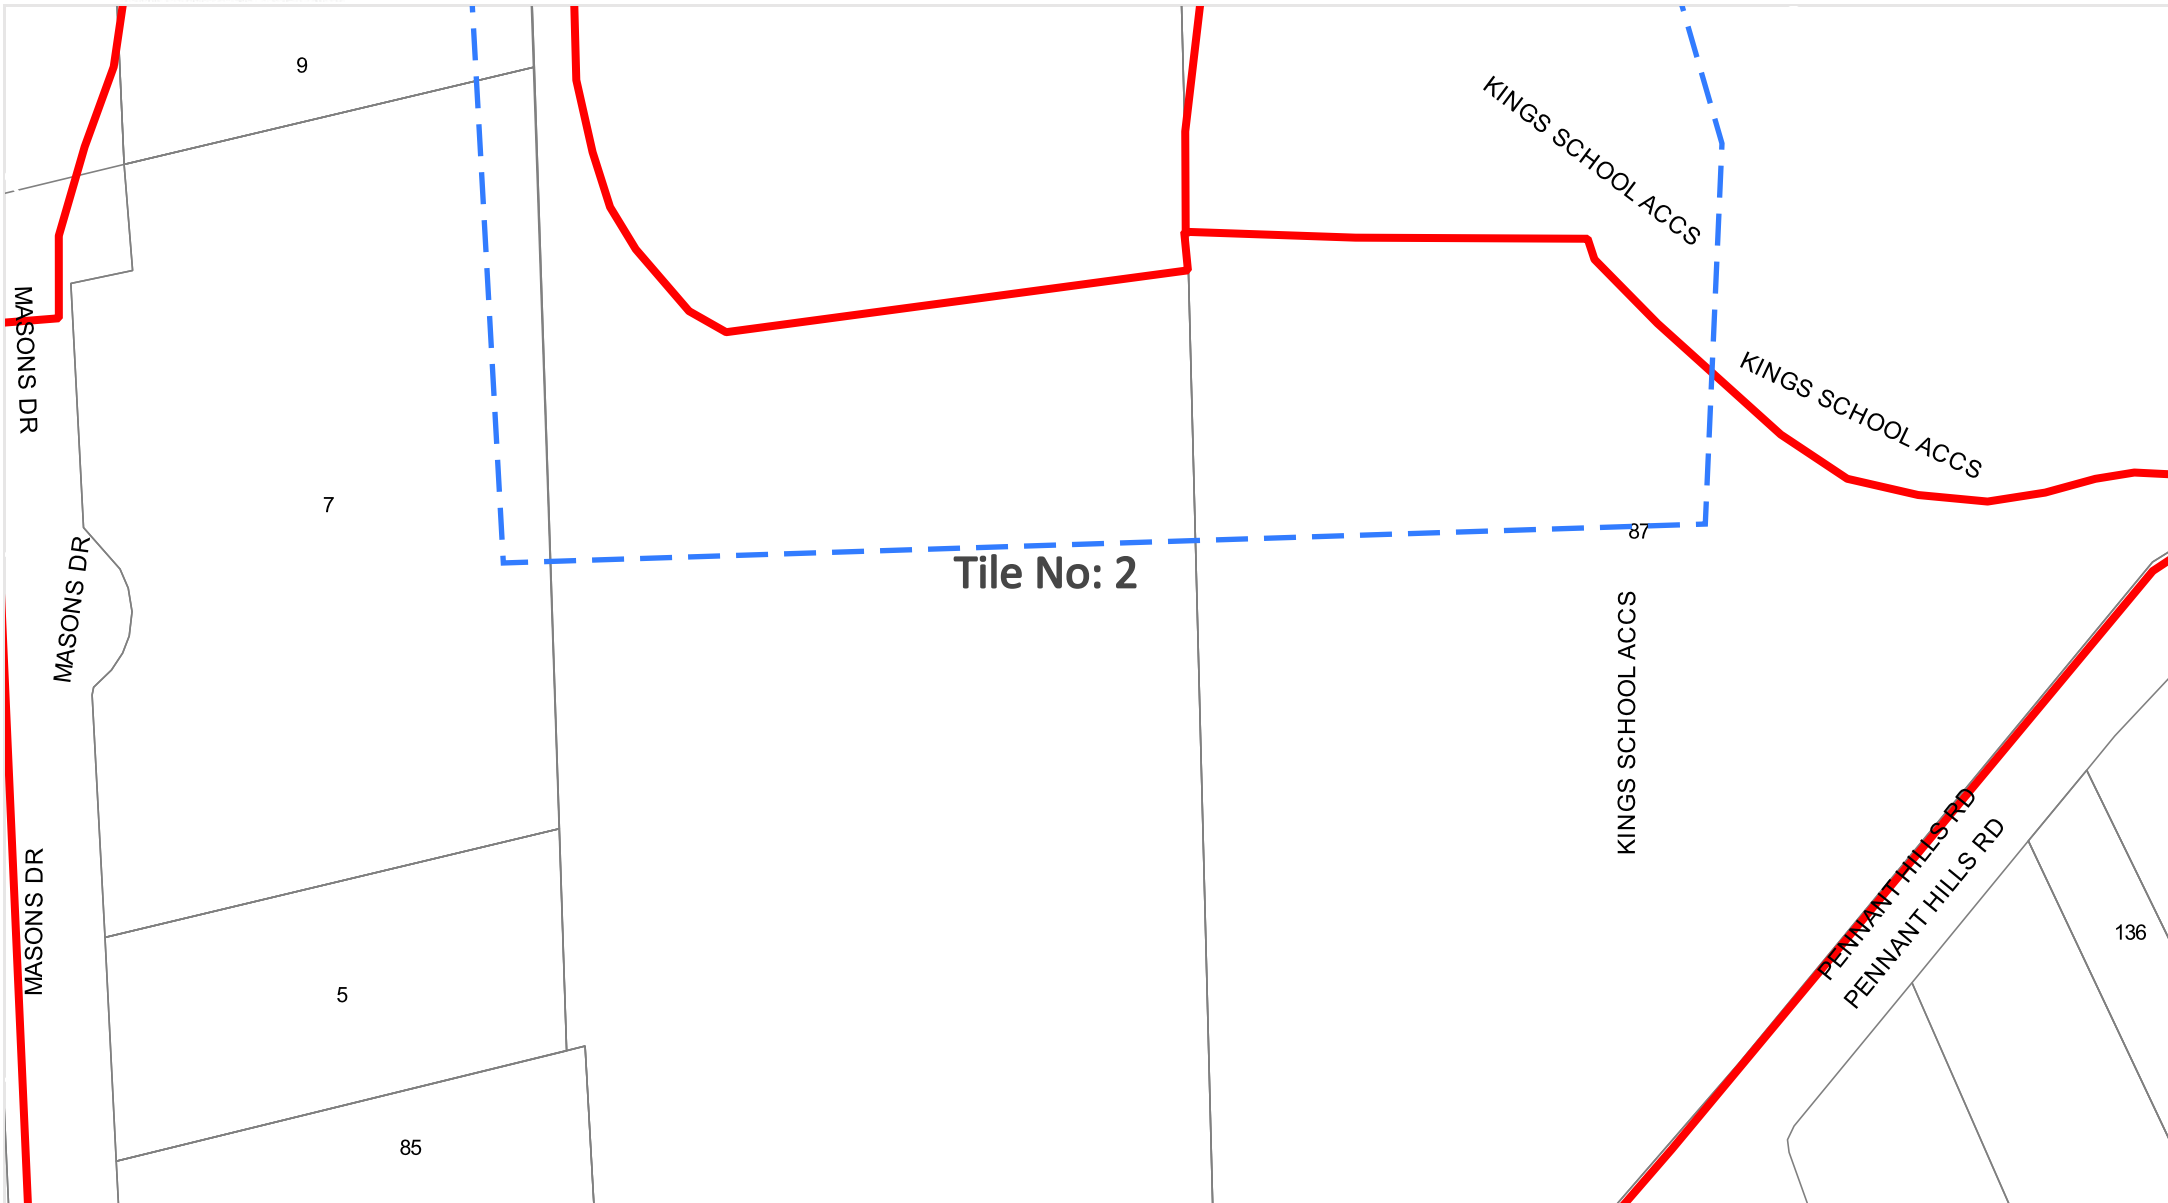 9
KINGS SCHOOL ACCS
MASONS DR
KINGS SCHOOL ACCS
7
87
MASONS DR
Tile No: 2
KINGS SCHOOL ACCS
PENNANT HILLS RD
PENNANT HILLS RD
MASONS DR
136
5
85